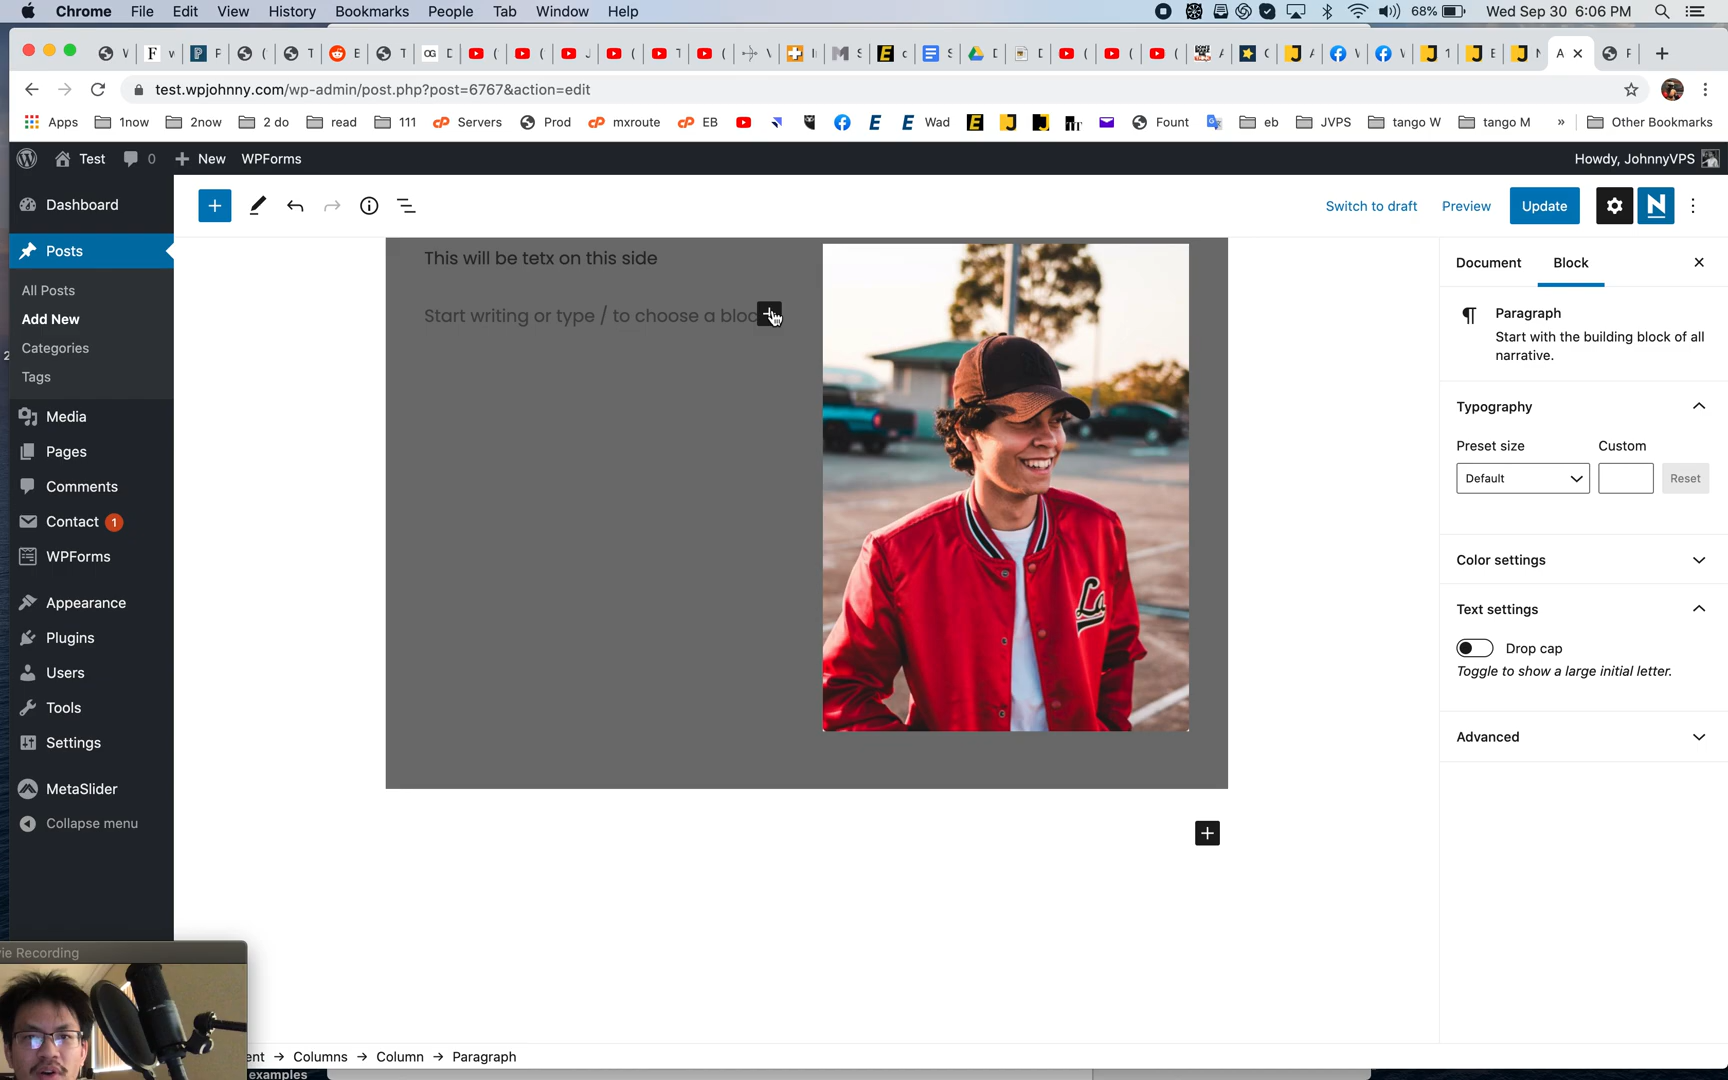 Chrome File Edit View History Bookmarks People Tab Window Help 68% Wed Sep 30 6:06 PM
test.wpjohnny.com/wp-admin/post.php?post=6767&action=edit
Apps 1now 2now 2 do read 111 Servers Prod mxroute EB Wad Fount eb JVPS tango W tango M » Other Bookmarks
Test 0 New WPForms Howdy, JohnnyVPS
Dashboard
Posts
All Posts
Add New
Categories
Tags
Media
Pages
Comments
Contact 1
WPForms
Appearance
Plugins
Users
Tools
Settings
MetaSlider
Collapse menu
Switch to draft Preview Update
This will be tetx on this side
Start writing or type / to choose a bloc
Document Block
Paragraph
Start with the building block of all
narrative.
Typography
Preset size Custom
Default Reset
Color settings
Text settings
Drop cap
Toggle to show a large initial letter.
Advanced
ie Recording
ent → Columns → Column → Paragraph
examples